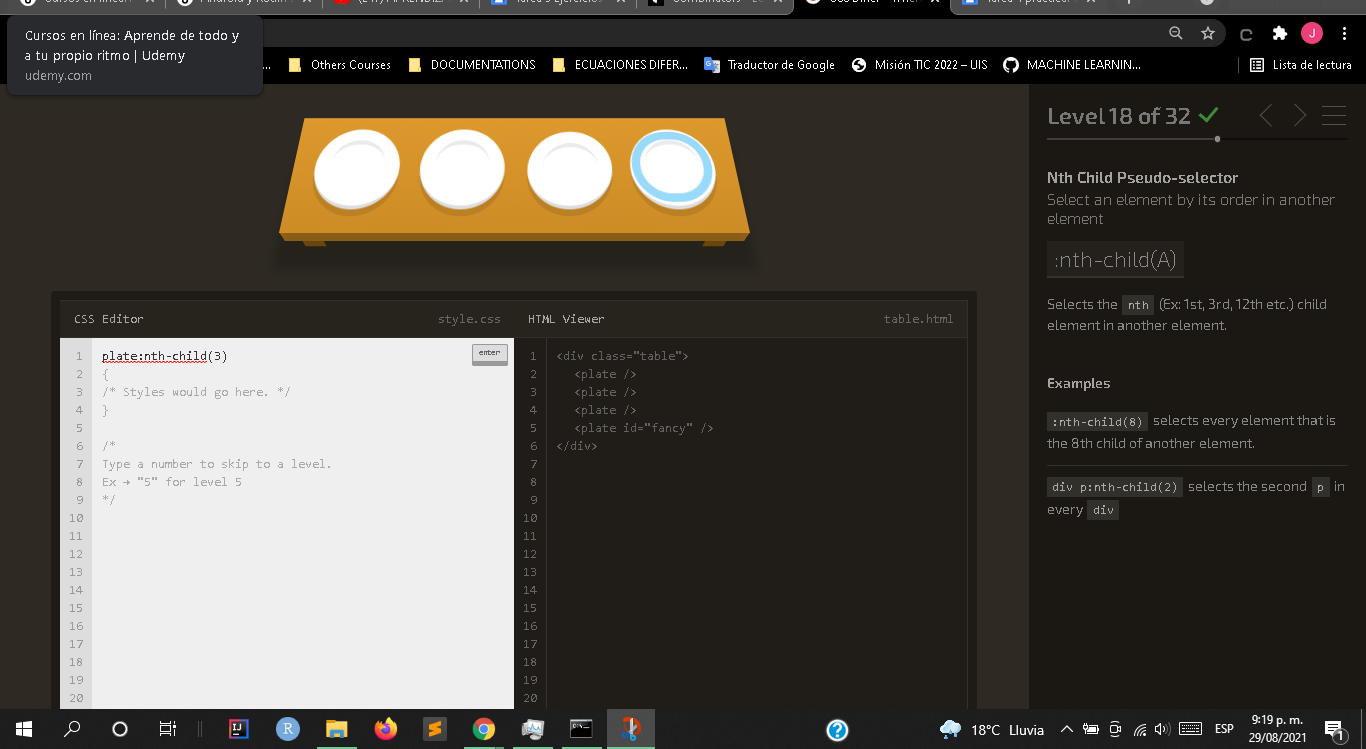 Cursos en línea: Aprende de todo y
a tu propio ritmo | Udemy
udemy.com
J
Others Courses
DOCUMENTATIONS
ECUACIONES DIFER...
Traductor de Google
Misión TIC 2022 – UIS
MACHINE LEARNIN...
Lista de lectura
Level 18 of 32
Nth Child Pseudo-selector
Select an element by its order in another
element
:nth-child(A)
Selects the nth (Ex: 1st, 3rd, 12th etc.) child
element in another element.
Examples
:nth-child(8) selects every element that is
the 8th child of another element.
div p:nth-child(2) selects the second p in
every div
CSS Editor style.css
enter
1 plate:nth-child(3)
2 {
3 /* Styles would go here. */
4 }
5
6 /*
7 Type a number to skip to a level.
8 Ex → "5" for level 5
9 */
10
11
12
13
14
15
16
17
18
19
20
HTML Viewer table.html
1 <div class="table">
2 <plate />
3 <plate />
4 <plate />
5 <plate id="fancy" />
6 </div>
7
8
9
10
11
12
13
14
15
16
17
18
19
20
18°C Lluvia
ESP
9:19 p. m.
29/08/2021
1